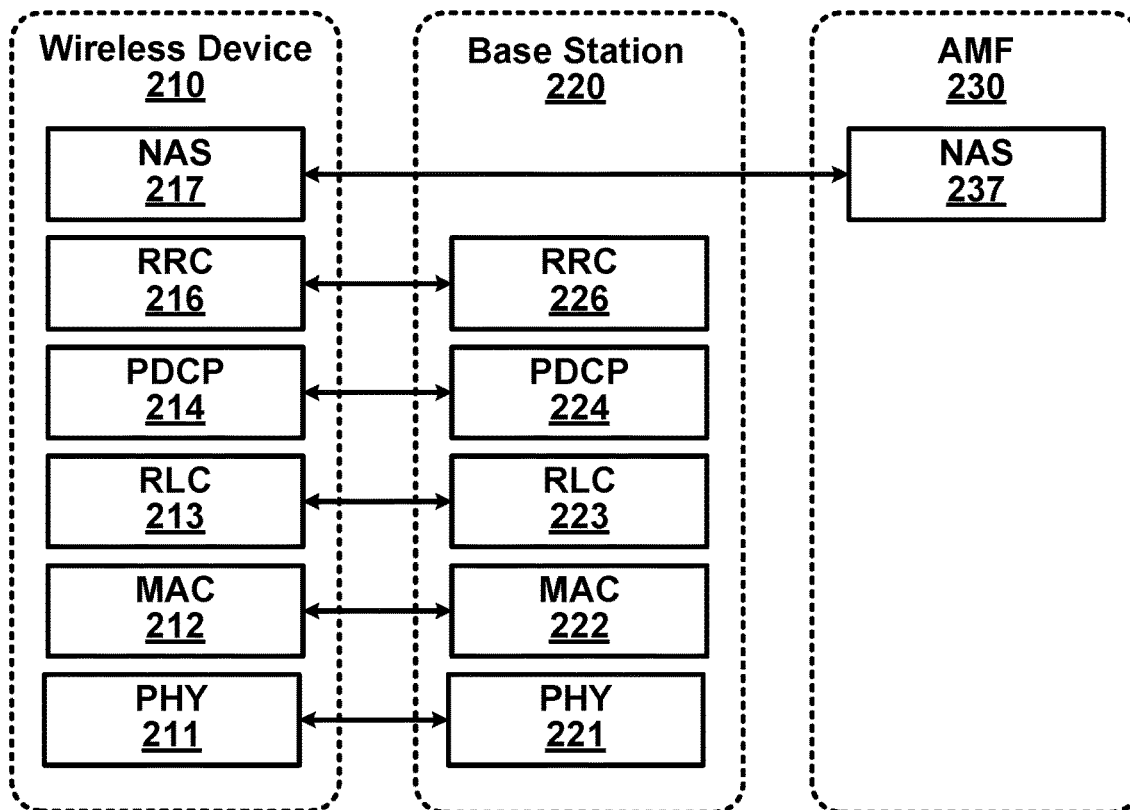 Wireless Device
210
Base Station
220
AMF
230
NAS
217
NAS
237
RRC
216
RRC
226
PDCP
214
PDCP
224
RLC
213
RLC
223
MAC
212
MAC
222
PHY
211
PHY
221